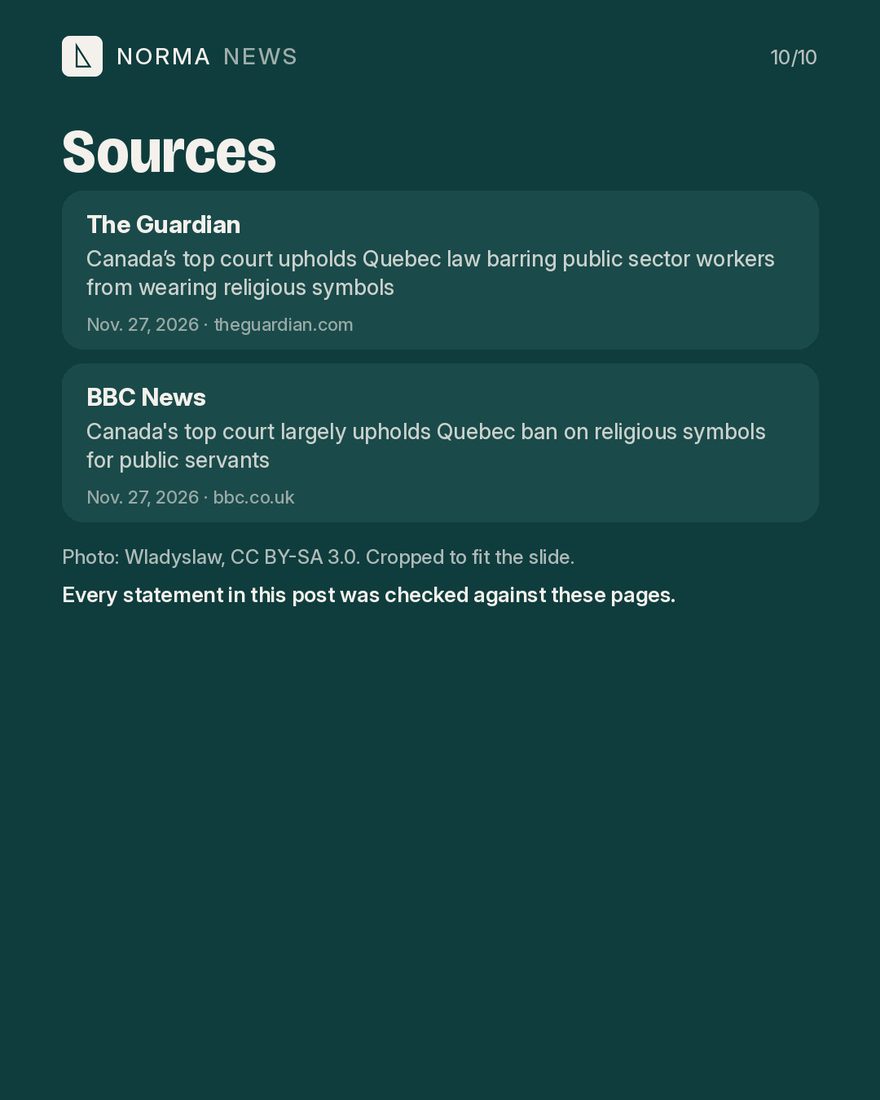 NORMA NEWS
10/10
Sources
The Guardian
Canada’s top court upholds Quebec law barring public sector workers
from wearing religious symbols
Nov. 27, 2026 · theguardian.com
BBC News
Canada's top court largely upholds Quebec ban on religious symbols
for public servants
Nov. 27, 2026 · bbc.co.uk
Photo: Wladyslaw, CC BY-SA 3.0. Cropped to fit the slide.
Every statement in this post was checked against these pages.